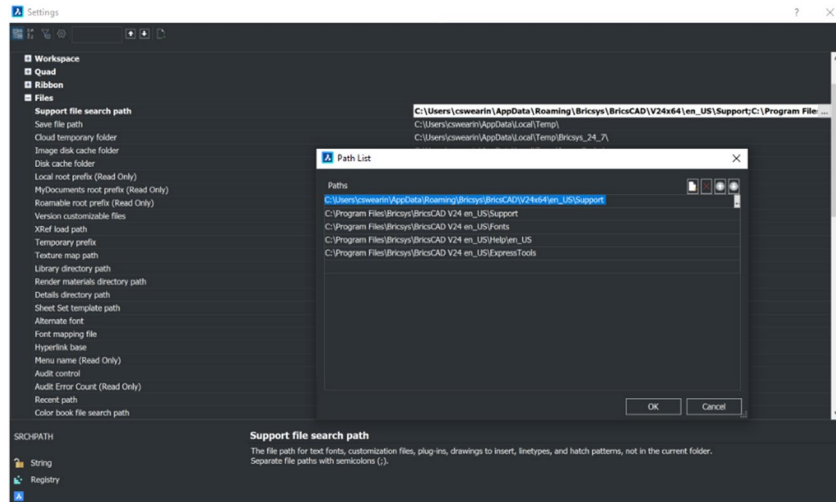 Settings
Workspace
Quad
Ribbon
Files
Support file search path C:\Users\cswearin\AppData\Roaming\Bricsys\BricsCAD\V24x64\en_US\Support;C:\Program File ...
Save file path C:\Users\cswearin\AppData\Local\Temp\
Cloud temporary folder C:\Users\cswearin\AppData\Local\Temp\Bricsys_24_7\
Image disk cache folder
Disk cache folder
Local root prefix (Read Only)
MyDocuments root prefix (Read Only)
Roamable root prefix (Read Only)
Version customizable files
XRef load path
Temporary prefix
Texture map path
Library directory path
Render materials directory path
Details directory path
Sheet Set template path
Alternate font
Font mapping file
Hyperlink base
Menu name (Read Only)
Audit control
Audit Error Count (Read Only)
Recent path
Color book file search path
Path List
Paths
C:\Users\cswearin\AppData\Roaming\Bricsys\BricsCAD\V24x64\en_US\Support
C:\Program Files\Bricsys\BricsCAD V24 en_US\Support
C:\Program Files\Bricsys\BricsCAD V24 en_US\Fonts
C:\Program Files\Bricsys\BricsCAD V24 en_US\Help\en_US
C:\Program Files\Bricsys\BricsCAD V24 en_US\ExpressTools
OK Cancel
SRCHPATH
String
Registry
Support file search path
The file path for text fonts, customization files, plug-ins, drawings to insert, linetypes, and hatch patterns, not in the current folder.
Separate file paths with semicolons (;).